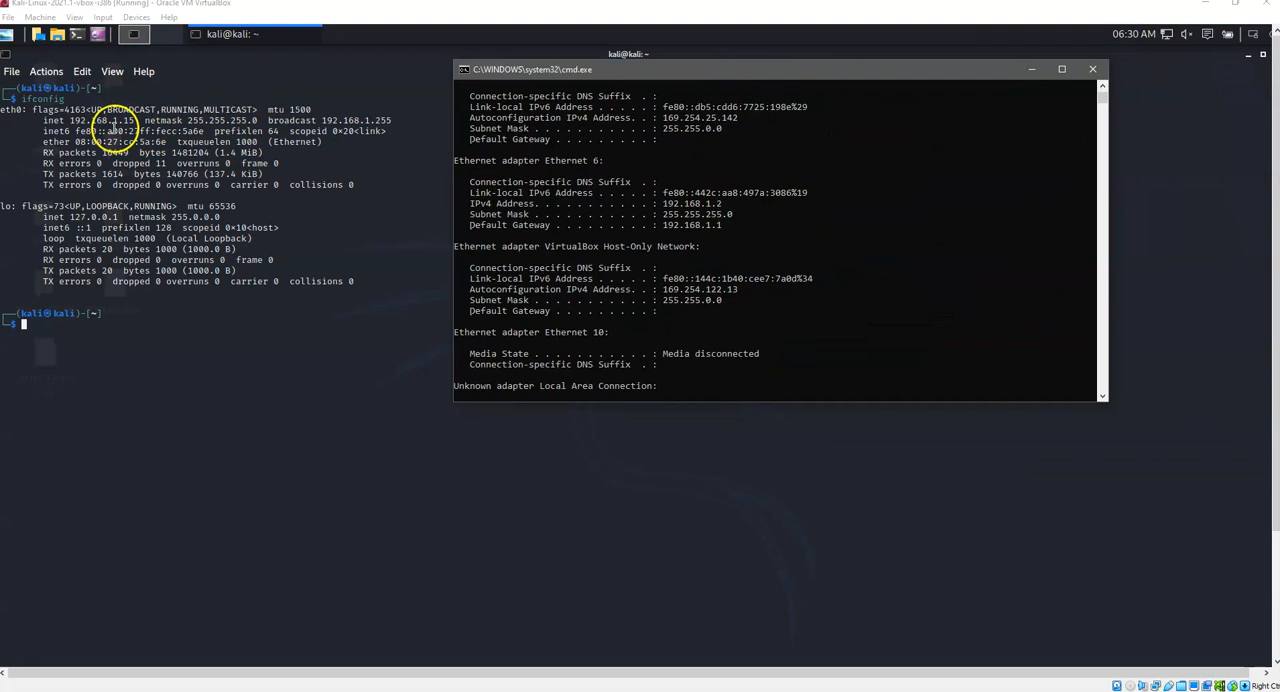 Kali-Linux-2021.1-vbox-i386 [Running] - Oracle VM VirtualBox
File Machine View Input Devices Help
kali@kali: ~
06:30 AM
kali@kali: ~
File Actions Edit View Help
┌──(kali㉿kali)-[~]
└─$ ifconfig
eth0: flags=4163<UP,BROADCAST,RUNNING,MULTICAST> mtu 1500
inet 192.168.1.15 netmask 255.255.255.0 broadcast 192.168.1.255
inet6 fe80::a00:27ff:fecc:5a6e prefixlen 64 scopeid 0×20<link>
ether 08:00:27:cc:5a:6e txqueuelen 1000 (Ethernet)
RX packets 16449 bytes 1481204 (1.4 MiB)
RX errors 0 dropped 11 overruns 0 frame 0
TX packets 1614 bytes 140766 (137.4 KiB)
TX errors 0 dropped 0 overruns 0 carrier 0 collisions 0
lo: flags=73<UP,LOOPBACK,RUNNING> mtu 65536
inet 127.0.0.1 netmask 255.0.0.0
inet6 ::1 prefixlen 128 scopeid 0×10<host>
loop txqueuelen 1000 (Local Loopback)
RX packets 20 bytes 1000 (1000.0 B)
RX errors 0 dropped 0 overruns 0 frame 0
TX packets 20 bytes 1000 (1000.0 B)
TX errors 0 dropped 0 overruns 0 carrier 0 collisions 0
┌──(kali㉿kali)-[~]
└─$
C:\WINDOWS\system32\cmd.exe
Connection-specific DNS Suffix . :
Link-local IPv6 Address . . . . . : fe80::db5:cdd6:7725:198e%29
Autoconfiguration IPv4 Address. . : 169.254.25.142
Subnet Mask . . . . . . . . . . . : 255.255.0.0
Default Gateway . . . . . . . . . :
Ethernet adapter Ethernet 6:
Connection-specific DNS Suffix . :
Link-local IPv6 Address . . . . . : fe80::442c:aa8:497a:3086%19
IPv4 Address. . . . . . . . . . . : 192.168.1.2
Subnet Mask . . . . . . . . . . . : 255.255.255.0
Default Gateway . . . . . . . . . : 192.168.1.1
Ethernet adapter VirtualBox Host-Only Network:
Connection-specific DNS Suffix . :
Link-local IPv6 Address . . . . . : fe80::144c:1b40:cee7:7a0d%34
Autoconfiguration IPv4 Address. . : 169.254.122.13
Subnet Mask . . . . . . . . . . . : 255.255.0.0
Default Gateway . . . . . . . . . :
Ethernet adapter Ethernet 10:
Media State . . . . . . . . . . . : Media disconnected
Connection-specific DNS Suffix . :
Unknown adapter Local Area Connection:
Right Ctr